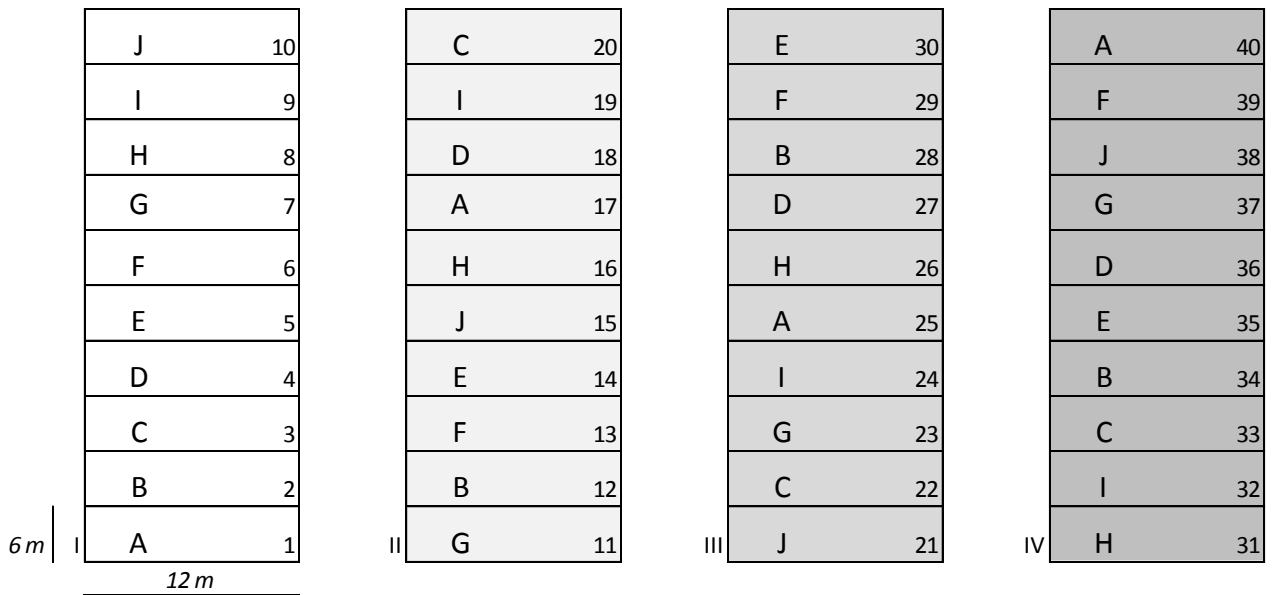 J 10 C 20 E 30 A 40
I 9 I 19 F 29 F 39
H 8 D 18 B 28 J 38
G 7 A 17 D 27 G 37
F 6 H 16 H 26 D 36
E 5 J 15 A 25 E 35
D 4 E 14 I 24 B 34
C 3 F 13 G 23 C 33
B 2 B 12 C 22 I 32
6 m I A 1 II G 11 III J 21 IV H 31
12 m